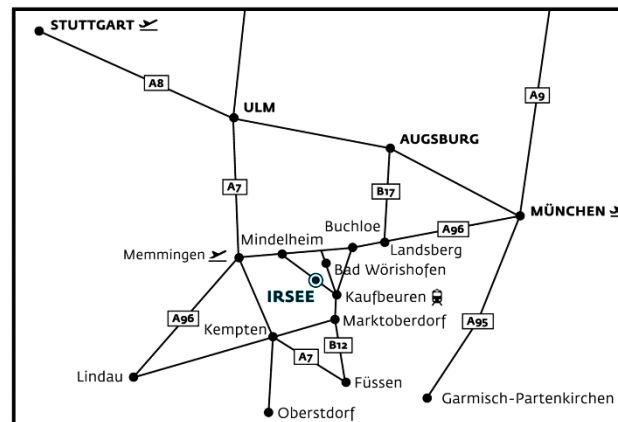 STUTTGART
A8
A9
ULM
AUGSBURG
A7
B17
MÜNCHEN
Buchloe
A96
Mindelheim
Landsberg
Memmingen
Bad Wörishofen
IRSEE
Kaufbeuren
A96
Marktoberdorf
A95
Kempten
B12
A7
Lindau
Füssen
Garmisch-Partenkirchen
Oberstdorf